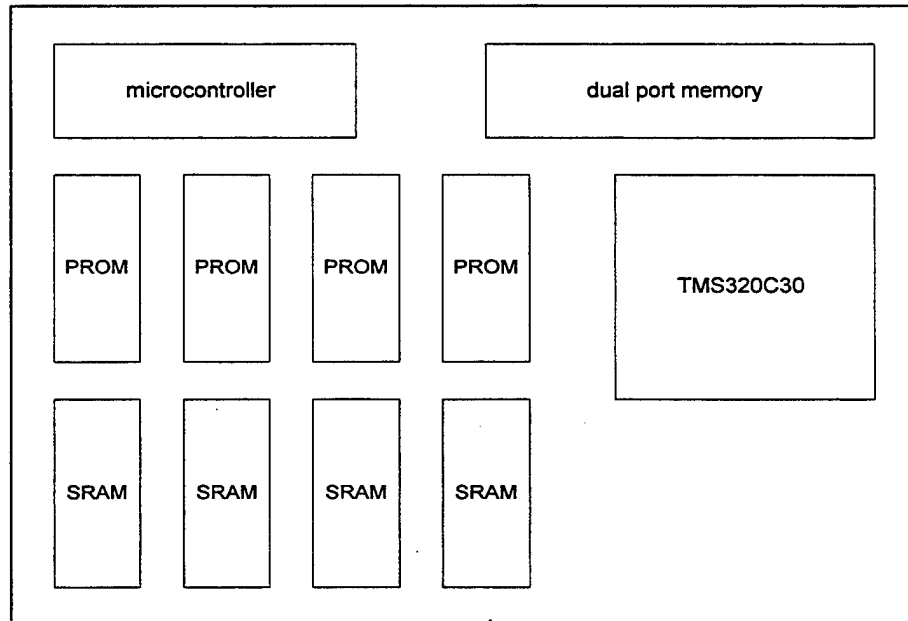 microcontroller
dual port memory
PROM
PROM
PROM
PROM
TMS320C30
SRAM
SRAM
SRAM
SRAM